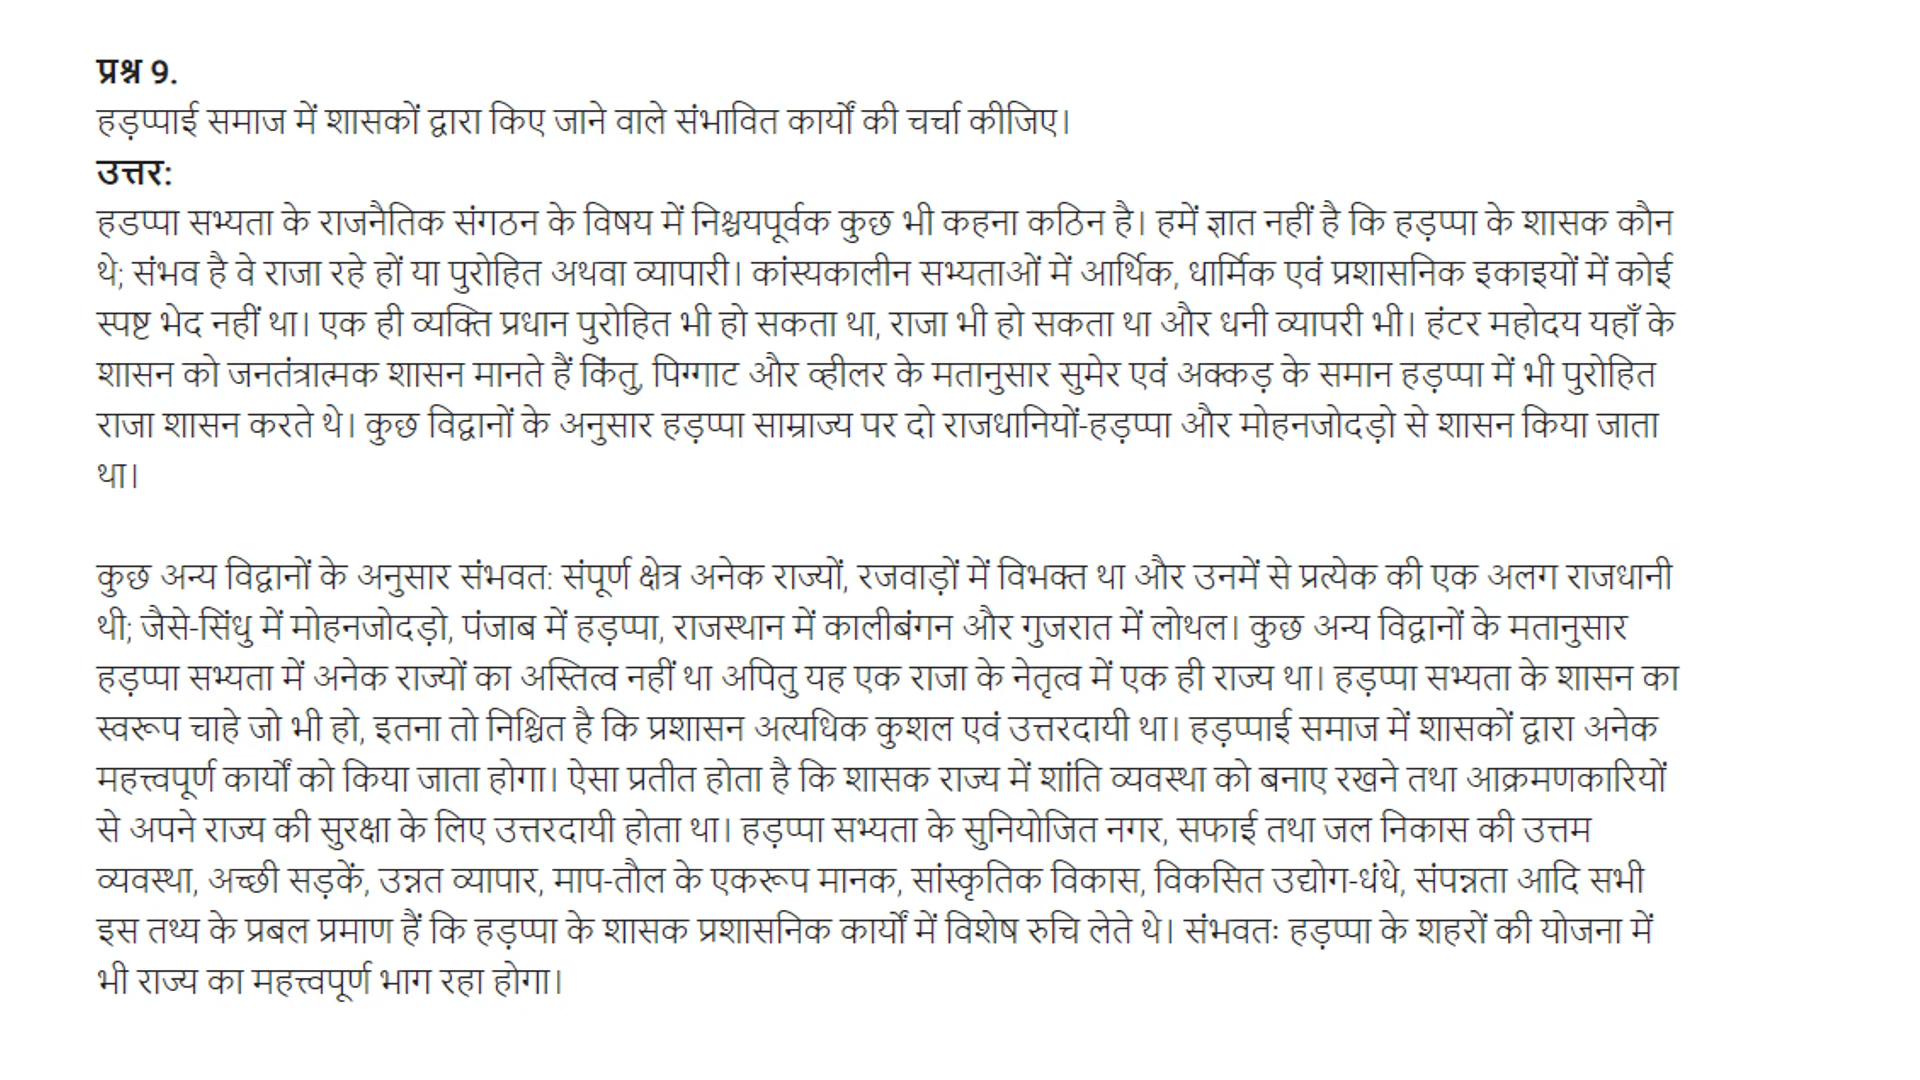 प्रश्न 9.
हड़प्पाई समाज में शासकों द्वारा किए जाने वाले संभावित कार्यों की चर्चा कीजिए।
उत्तर:
हडप्पा सभ्यता के राजनैतिक संगठन के विषय में निश्चयपूर्वक कुछ भी कहना कठिन है। हमें ज्ञात नहीं है कि हड़प्पा के शासक कौन
थे; संभव है वे राजा रहे हों या पुरोहित अथवा व्यापारी। कांस्यकालीन सभ्यताओं में आर्थिक, धार्मिक एवं प्रशासनिक इकाइयों में कोई
स्पष्ट भेद नहीं था। एक ही व्यक्ति प्रधान पुरोहित भी हो सकता था, राजा भी हो सकता था और धनी व्यापरी भी। हंटर महोदय यहाँ के
शासन को जनतंत्रात्मक शासन मानते हैं किंतु, पिग्गाट और व्हीलर के मतानुसार सुमेर एवं अक्कड़ के समान हड़प्पा में भी पुरोहित
राजा शासन करते थे। कुछ विद्वानों के अनुसार हड़प्पा साम्राज्य पर दो राजधानियों-हड़प्पा और मोहनजोदड़ो से शासन किया जाता
था।
कुछ अन्य विद्वानों के अनुसार संभवत: संपूर्ण क्षेत्र अनेक राज्यों, रजवाड़ों में विभक्त था और उनमें से प्रत्येक की एक अलग राजधानी
थी; जैसे-सिंधु में मोहनजोदड़ो, पंजाब में हड़प्पा, राजस्थान में कालीबंगन और गुजरात में लोथल। कुछ अन्य विद्वानों के मतानुसार
हड़प्पा सभ्यता में अनेक राज्यों का अस्तित्व नहीं था अपितु यह एक राजा के नेतृत्व में एक ही राज्य था। हड़प्पा सभ्यता के शासन का
स्वरूप चाहे जो भी हो, इतना तो निश्चित है कि प्रशासन अत्यधिक कुशल एवं उत्तरदायी था। हड़प्पाई समाज में शासकों द्वारा अनेक
महत्त्वपूर्ण कार्यों को किया जाता होगा। ऐसा प्रतीत होता है कि शासक राज्य में शांति व्यवस्था को बनाए रखने तथा आक्रमणकारियों
से अपने राज्य की सुरक्षा के लिए उत्तरदायी होता था। हड़प्पा सभ्यता के सुनियोजित नगर, सफाई तथा जल निकास की उत्तम
व्यवस्था, अच्छी सड़कें, उन्नत व्यापार, माप-तौल के एकरूप मानक, सांस्कृतिक विकास, विकसित उद्योग-धंधे, संपन्नता आदि सभी
इस तथ्य के प्रबल प्रमाण हैं कि हड़प्पा के शासक प्रशासनिक कार्यों में विशेष रुचि लेते थे। संभवतः हड़प्पा के शहरों की योजना में
भी राज्य का महत्त्वपूर्ण भाग रहा होगा।